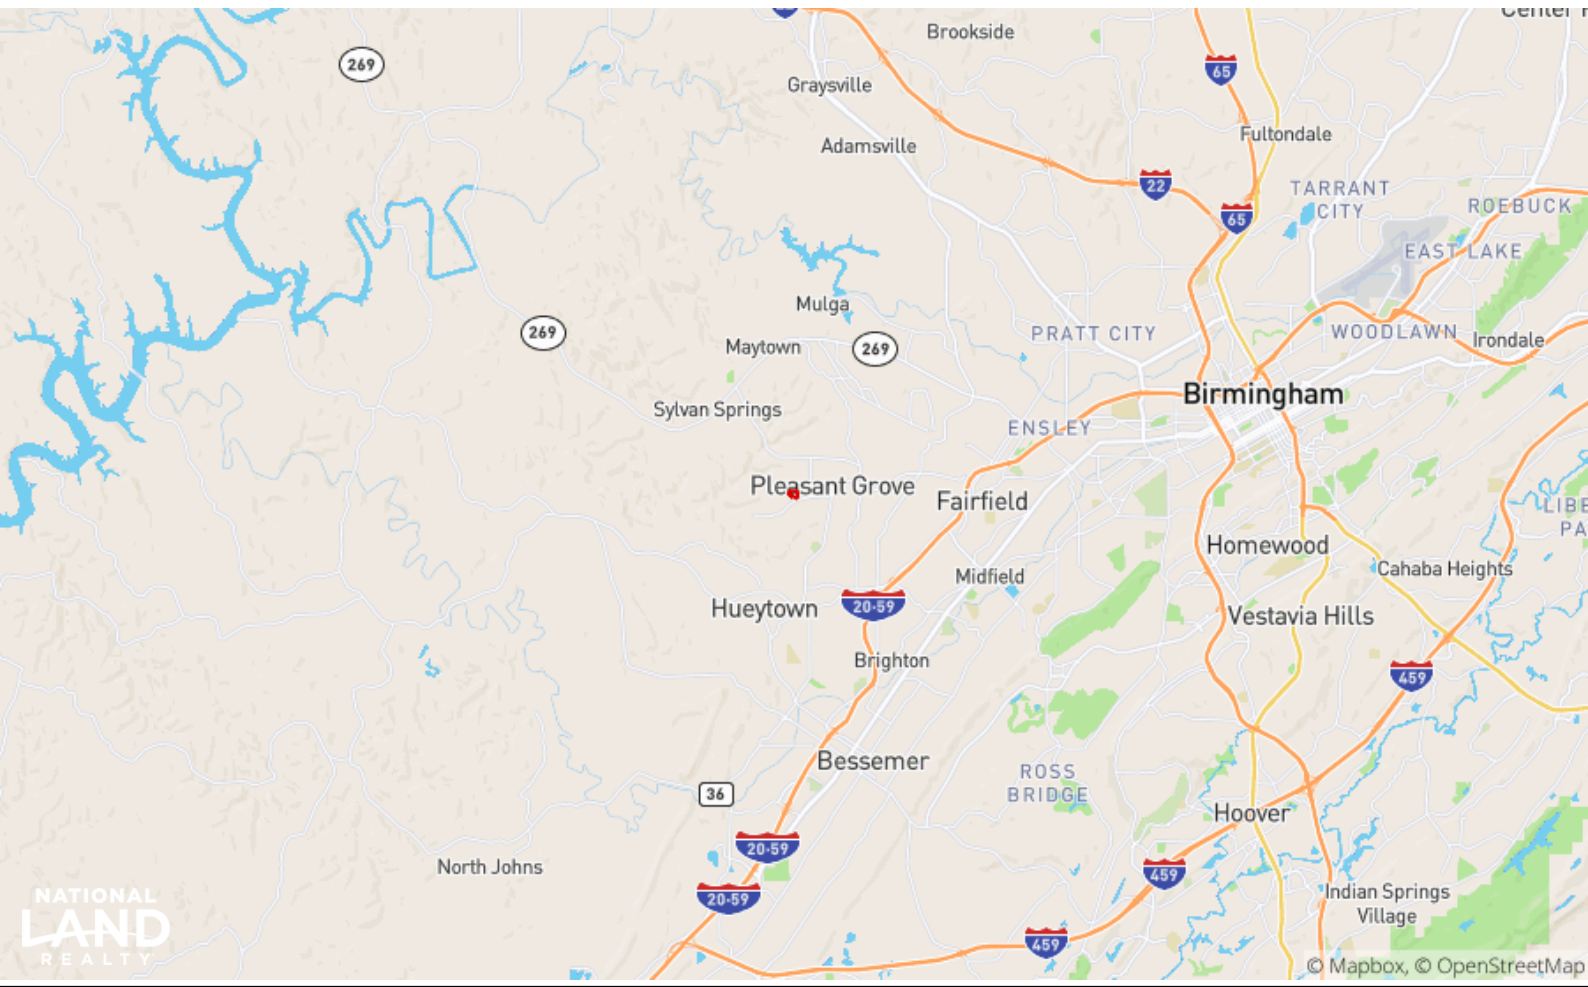 Brookside
Center
65
269
Graysville
Fultondale
Adamsville
22
TARRANT
CITY
ROEBUCK
65
EAST LAKE
Mulga
269
Maytown
269
PRATT CITY
WOODLAWN
Irondale
Birmingham
Sylvan Springs
ENSLEY
Pleasant Grove
Fairfield
LIBE
PA
Homewood
Cahaba Heights
Midfield
20-59
Hueytown
Vestavia Hills
Brighton
459
Bessemer
ROSS
BRIDGE
36
Hoover
20-59
North Johns
459
20-59
Indian Springs
Village
NATIONAL
LAND
REALTY
459
© Mapbox, © OpenStreetMap